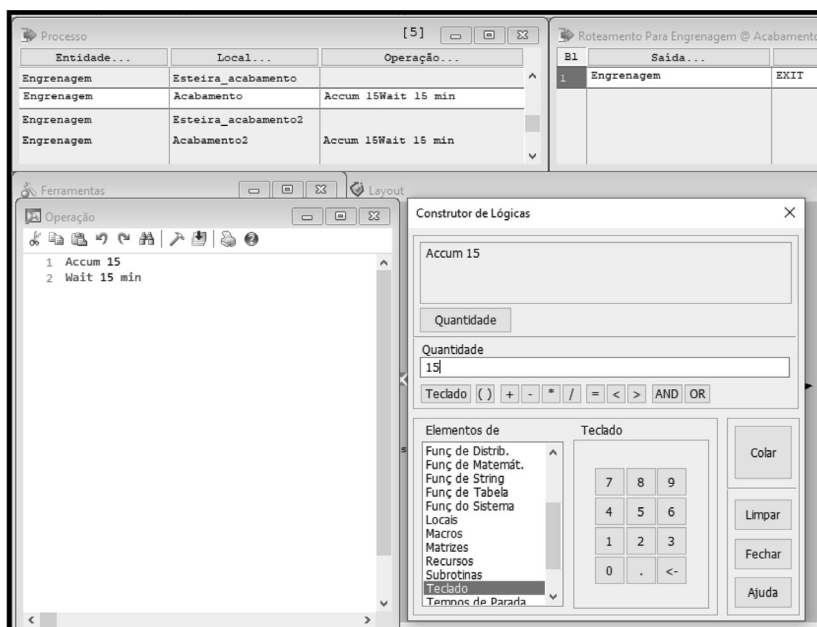 Processo [5]
Entidade... Local... Operação...
Engrenagem Esteira_acabamento
Engrenagem Acabamento Accum 15Wait 15 min
Engrenagem Esteira_acabamento2
Engrenagem Acabamento2 Accum 15Wait 15 min
Roteamento Para Engrenagem @ Acabamento
Bl Saída...
1 Engrenagem EXIT
Ferramentas
Layout
Operação
1 Accum 15
2 Wait 15 min
Construtor de Lógicas
Accum 15
Quantidade
Quantidade
15
Teclado ( ) + - * / = < > AND OR
Elementos de
Funç de Distrib.
Funç de Matemát.
Funç de String
Funç de Tabela
Funç do Sistema
Locais
Macros
Matrizes
Recursos
Subrotinas
Teclado
Tempos de Parada
Teclado
7 8 9
4 5 6
1 2 3
0 . <-
Colar
Limpar
Fechar
Ajuda